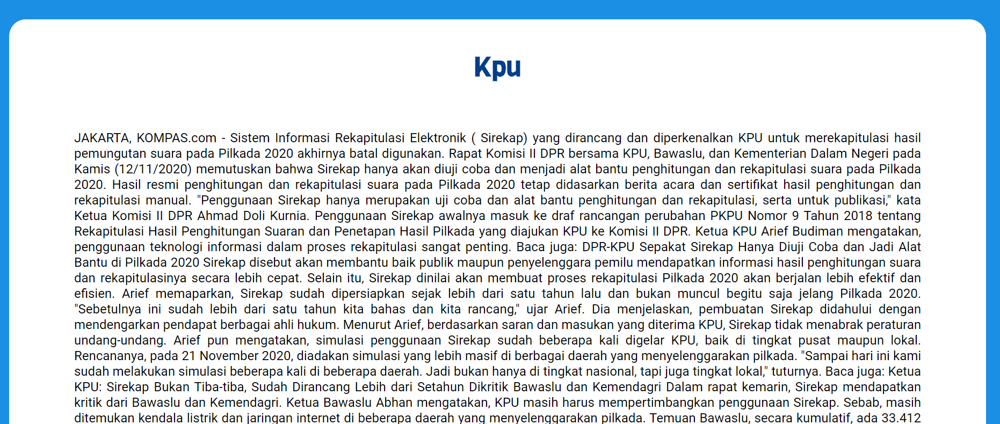 Kpu
JAKARTA, KOMPAS.com - Sistem Informasi Rekapitulasi Elektronik ( Sirekap) yang dirancang dan diperkenalkan KPU untuk merekapitulasi hasil
pemungutan suara pada Pilkada 2020 akhirnya batal digunakan. Rapat Komisi II DPR bersama KPU, Bawaslu, dan Kementerian Dalam Negeri pada
Kamis (12/11/2020) memutuskan bahwa Sirekap hanya akan diuji coba dan menjadi alat bantu penghitungan dan rekapitulasi suara pada Pilkada
2020. Hasil resmi penghitungan dan rekapitulasi suara pada Pilkada 2020 tetap didasarkan berita acara dan sertifikat hasil penghitungan dan
rekapitulasi manual. "Penggunaan Sirekap hanya merupakan uji coba dan alat bantu penghitungan dan rekapitulasi, serta untuk publikasi," kata
Ketua Komisi II DPR Ahmad Doli Kurnia. Penggunaan Sirekap awalnya masuk ke draf rancangan perubahan PKPU Nomor 9 Tahun 2018 tentang
Rekapitulasi Hasil Penghitungan Suaran dan Penetapan Hasil Pilkada yang diajukan KPU ke Komisi II DPR. Ketua KPU Arief Budiman mengatakan,
penggunaan teknologi informasi dalam proses rekapitulasi sangat penting. Baca juga: DPR-KPU Sepakat Sirekap Hanya Diuji Coba dan Jadi Alat
Bantu di Pilkada 2020 Sirekap disebut akan membantu baik publik maupun penyelenggara pemilu mendapatkan informasi hasil penghitungan suara
dan rekapitulasinya secara lebih cepat. Selain itu, Sirekap dinilai akan membuat proses rekapitulasi Pilkada 2020 akan berjalan lebih efektif dan
efisien. Arief memaparkan, Sirekap sudah dipersiapkan sejak lebih dari satu tahun lalu dan bukan muncul begitu saja jelang Pilkada 2020.
"Sebetulnya ini sudah lebih dari satu tahun kita bahas dan kita rancang," ujar Arief. Dia menjelaskan, pembuatan Sirekap didahului dengan
mendengarkan pendapat berbagai ahli hukum. Menurut Arief, berdasarkan saran dan masukan yang diterima KPU, Sirekap tidak menabrak peraturan
undang-undang. Arief pun mengatakan, simulasi penggunaan Sirekap sudah beberapa kali digelar KPU, baik di tingkat pusat maupun lokal.
Rencananya, pada 21 November 2020, diadakan simulasi yang lebih masif di berbagai daerah yang menyelenggarakan pilkada. "Sampai hari ini kami
sudah melakukan simulasi beberapa kali di beberapa daerah. Jadi bukan hanya di tingkat nasional, tapi juga tingkat lokal," tuturnya. Baca juga: Ketua
KPU: Sirekap Bukan Tiba-tiba, Sudah Dirancang Lebih dari Setahun Dikritik Bawaslu dan Kemendagri Dalam rapat kemarin, Sirekap mendapatkan
kritik dari Bawaslu dan Kemendagri. Ketua Bawaslu Abhan mengatakan, KPU masih harus mempertimbangkan penggunaan Sirekap. Sebab, masih
ditemukan kendala listrik dan jaringan internet di beberapa daerah yang menyelenggarakan pilkada. Temuan Bawaslu, secara kumulatif, ada 33.412